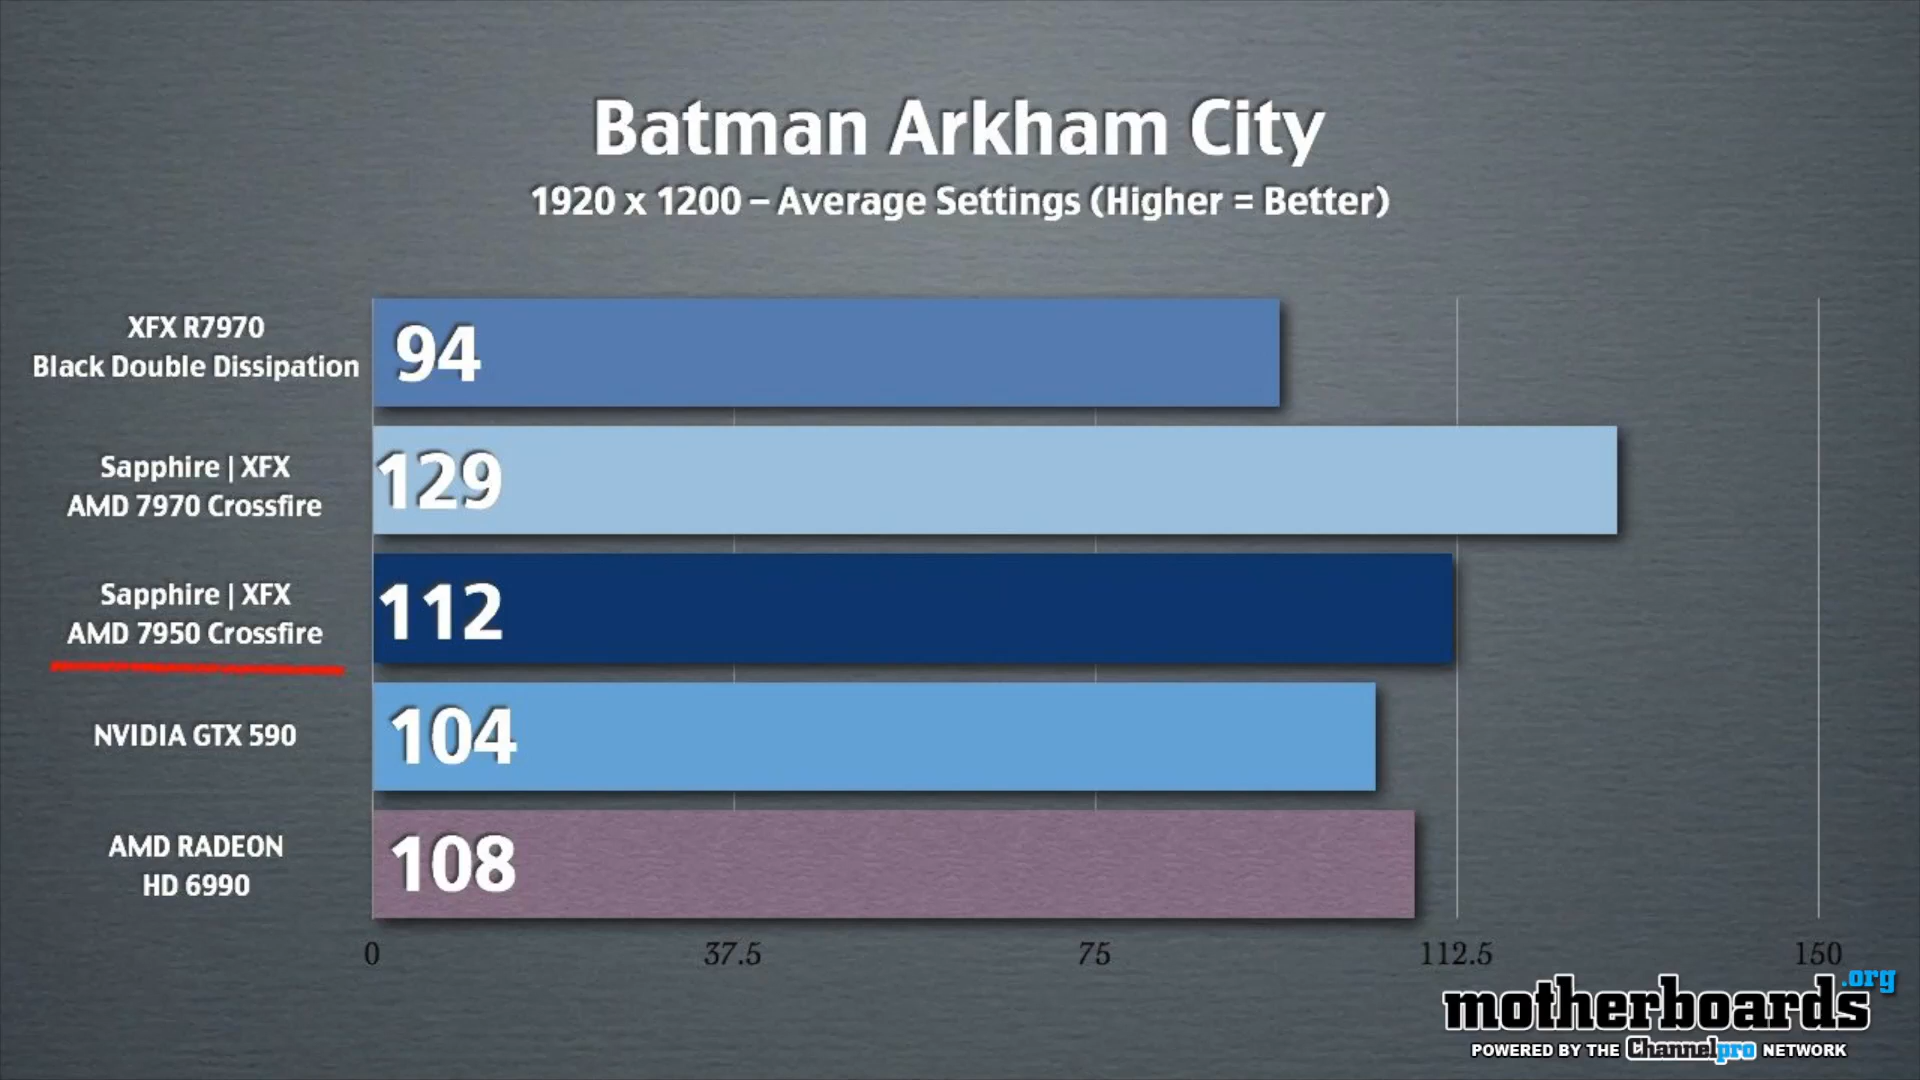 Batman Arkham City
1920 x 1200 – Average Settings (Higher = Better)
XFX R7970
Black Double Dissipation
94
Sapphire | XFX
AMD 7970 Crossfire
129
Sapphire | XFX
AMD 7950 Crossfire
112
NVIDIA GTX 590
104
AMD RADEON
HD 6990
108
0 37.5 75 112.5 150
motherboards.org
POWERED BY THE Channelpro NETWORK